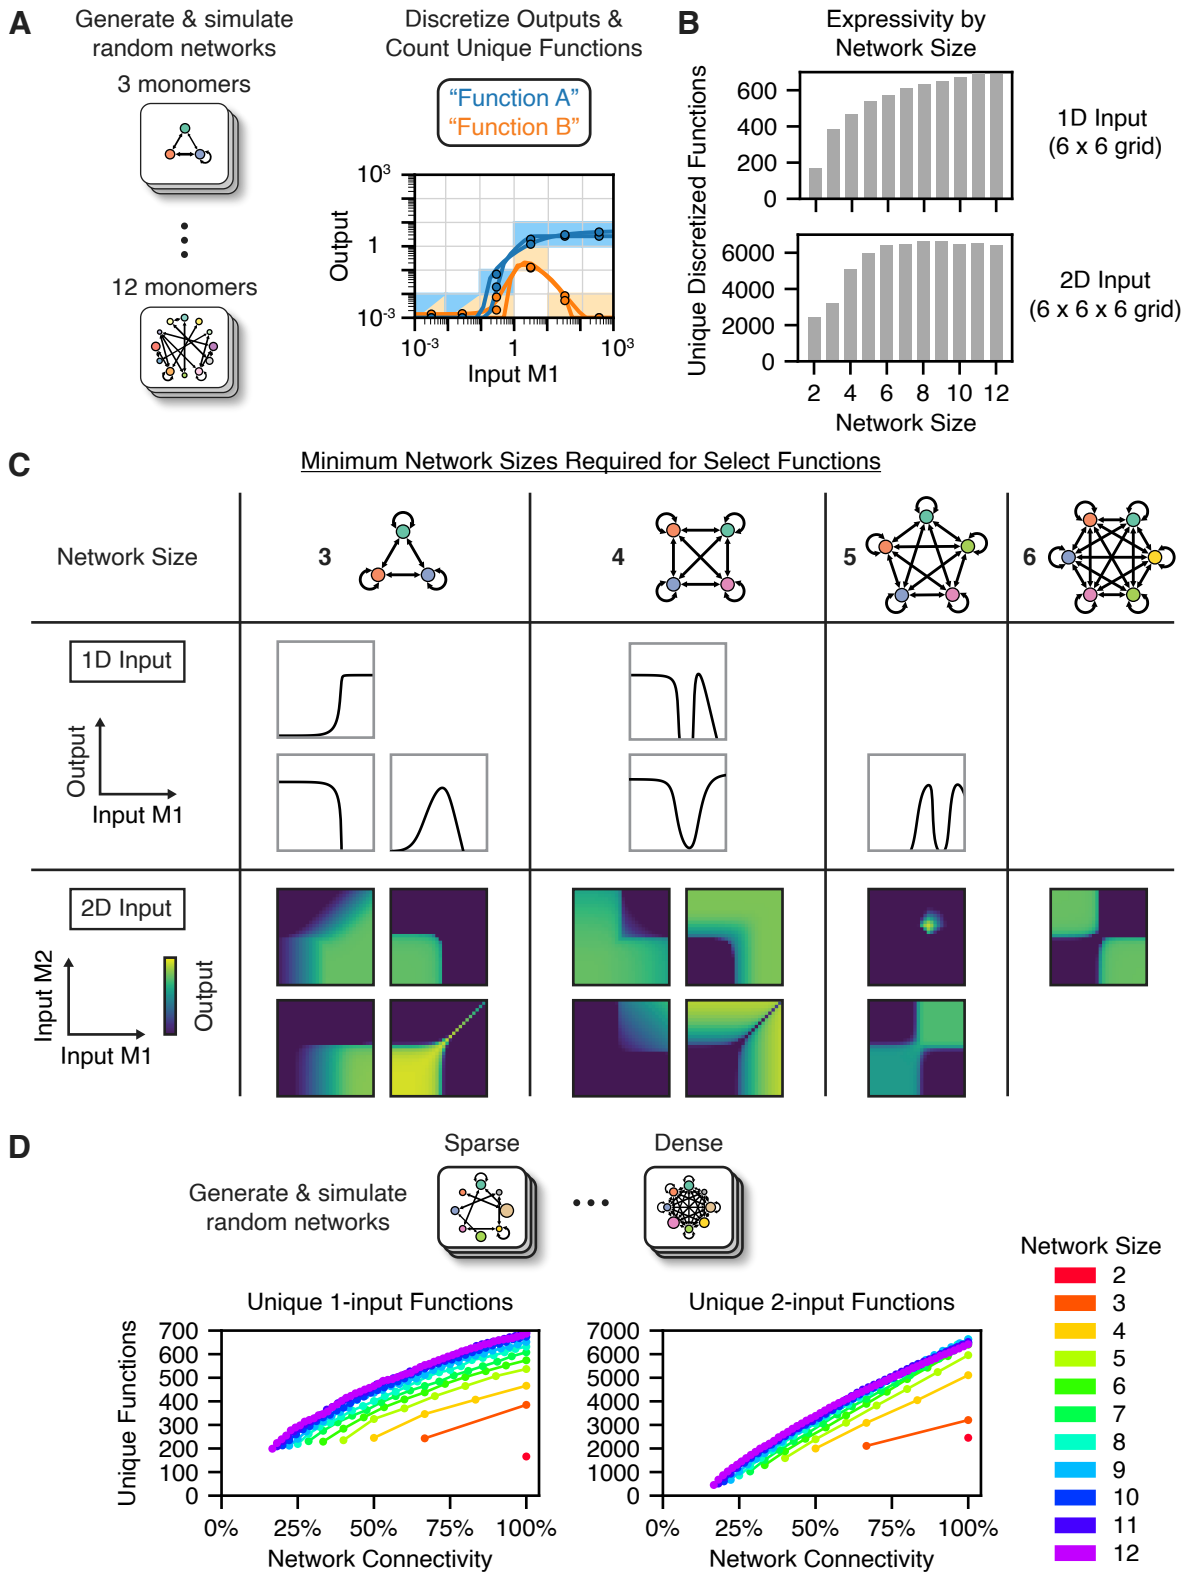 A
Generate & simulate
random networks
3 monomers
12 monomers
Discretize Outputs &
Count Unique Functions
“Function A”
“Function B”
Output
10³
1
10⁻³
10⁻³
1
10³
Input M1
B
Expressivity by
Network Size
Unique Discretized Functions
600
400
200
0
1D Input
(6 x 6 grid)
6000
4000
2000
0
2D Input
(6 x 6 x 6 grid)
2 4 6 8 10 12
Network Size
C
Minimum Network Sizes Required for Select Functions
Network Size
3
4
5
6
1D Input
Output
Input M1
2D Input
Input M2
Input M1
Output
D
Sparse
Dense
Generate & simulate
random networks
Unique 1-input Functions
Unique Functions
700
600
500
400
300
200
100
0
0% 25% 50% 75% 100%
Network Connectivity
Unique 2-input Functions
7000
6000
5000
4000
3000
2000
1000
0
0% 25% 50% 75% 100%
Network Connectivity
Network Size
2
3
4
5
6
7
8
9
10
11
12